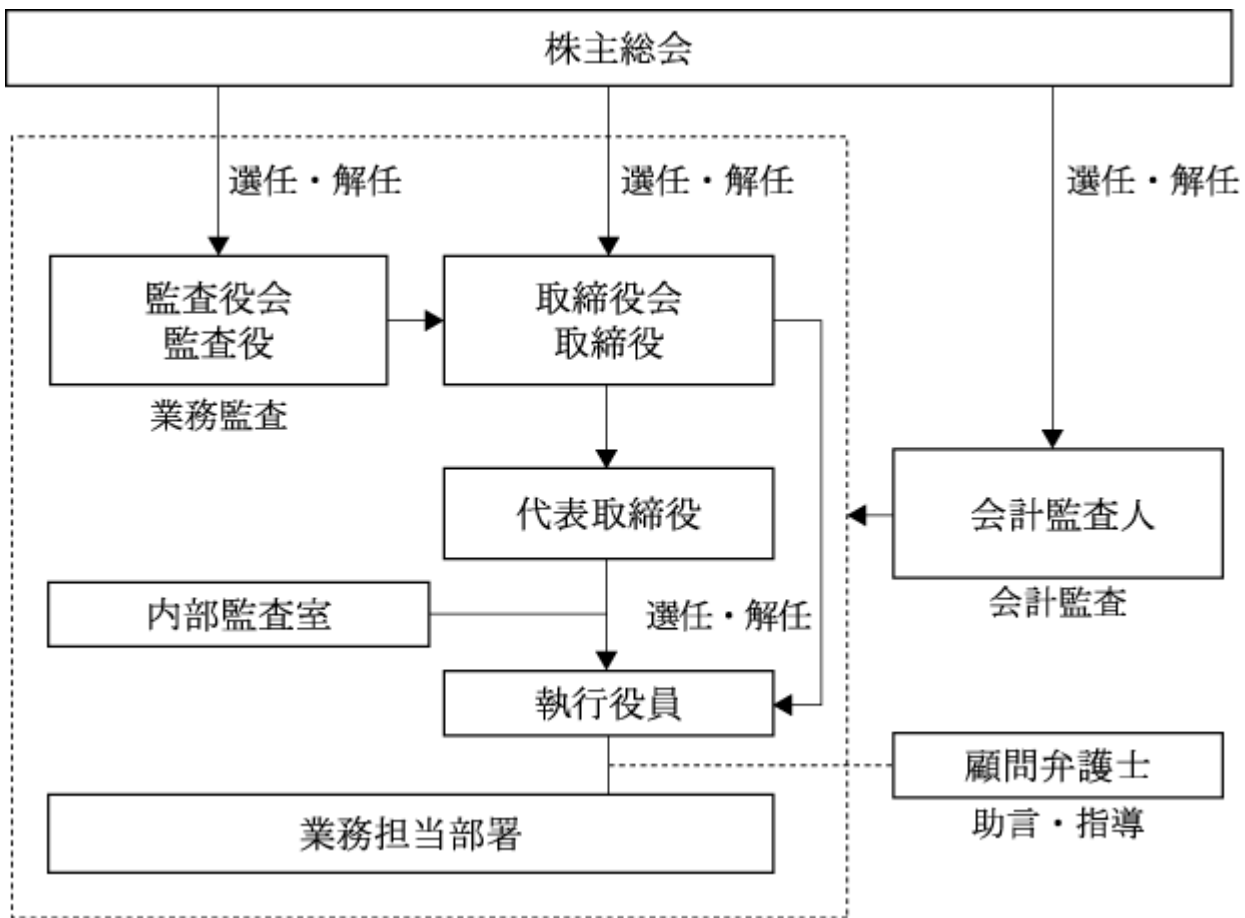 株主総会
選任・解任
選任・解任
選任・解任
監査役会
監査役
取締役会
取締役
業務監査
代表取締役
会計監査人
会計監査
内部監査室
選任・解任
執行役員
顧問弁護士
助言・指導
業務担当部署